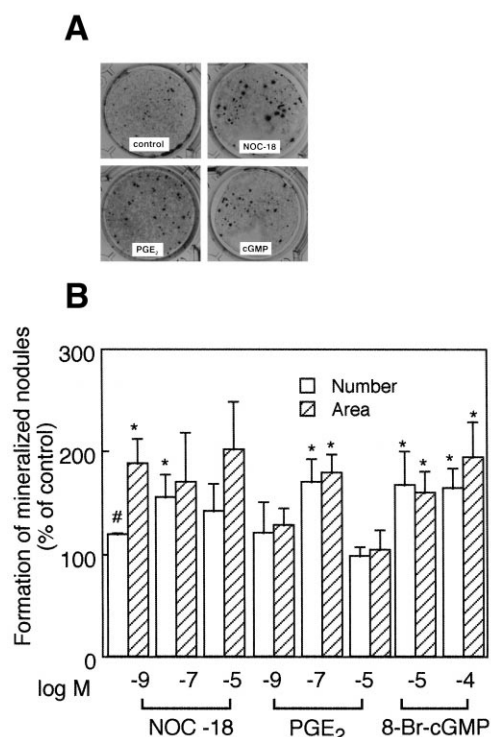 A
control
NOC-18
PGE₂
cGMP
B
Formation of mineralized nodules
(% of control)
300
200
100
0
Number
Area
#
*
*
*
*
*
*
*
*
log M
-9
-7
-5
-9
-7
-5
-5
-4
NOC -18
PGE₂
8-Br-cGMP